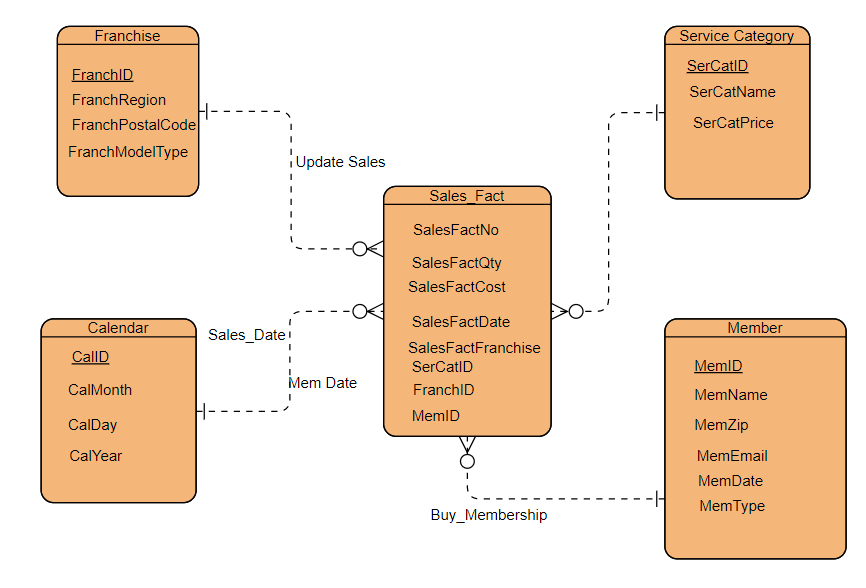 Franchise
FranchID
FranchRegion
FranchPostalCode
FranchModelType
Service Category
SerCatID
SerCatName
SerCatPrice
Update Sales
Sales_Fact
SalesFactNo
SalesFactQty
SalesFactCost
SalesFactDate
SalesFactFranchise
SerCatID
FranchID
MemID
Calendar
CalID
CalMonth
CalDay
CalYear
Sales_Date
Mem Date
Member
MemID
MemName
MemZip
MemEmail
MemDate
MemType
Buy_Membership